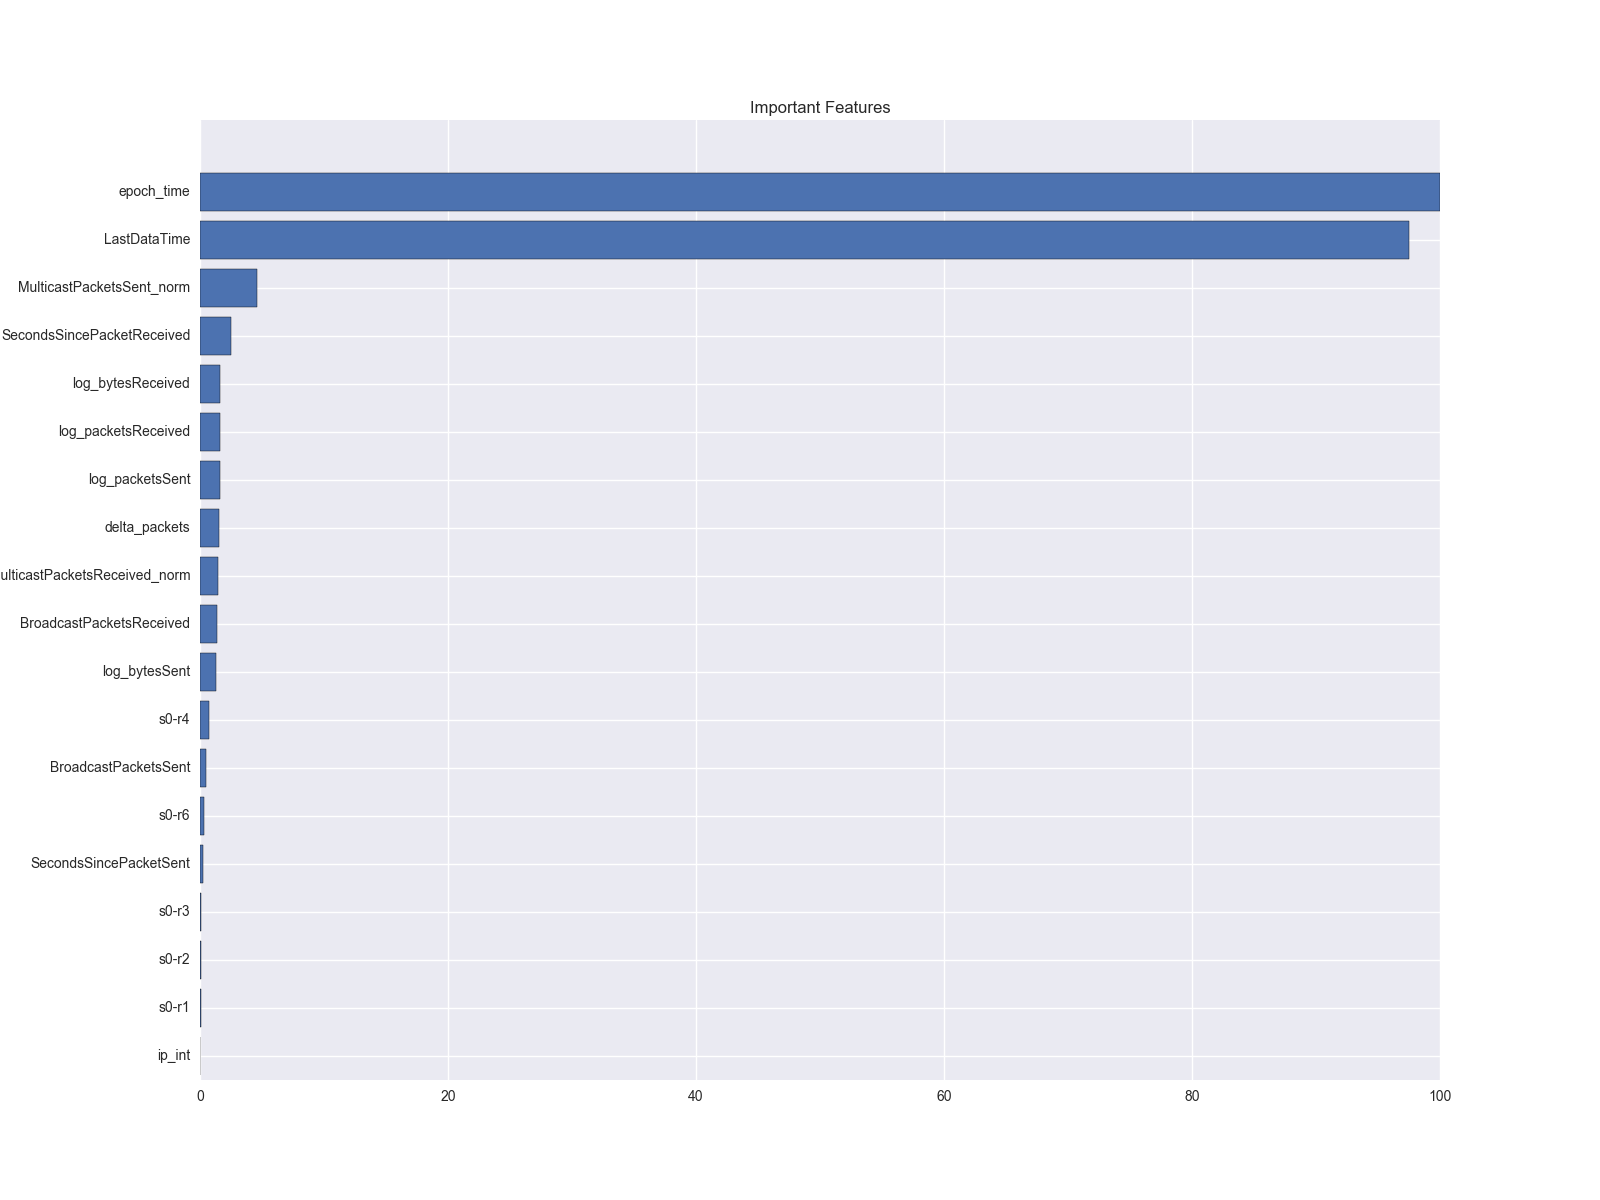 Important Features
epoch_time
LastDataTime
MulticastPacketsSent_norm
SecondsSincePacketReceived
log_bytesReceived
log_packetsReceived
log_packetsSent
delta_packets
ulticastPacketsReceived_norm
BroadcastPacketsReceived
log_bytesSent
s0-r4
BroadcastPacketsSent
s0-r6
SecondsSincePacketSent
s0-r3
s0-r2
s0-r1
ip_int
0 20 40 60 80 100